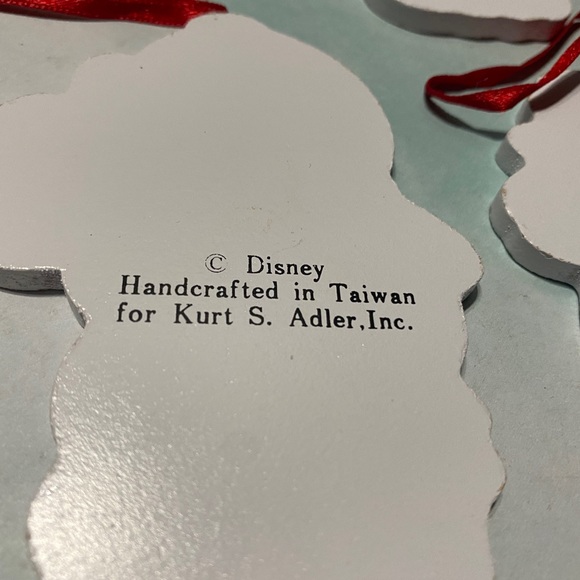 © Disney
Handcrafted in Taiwan
for Kurt S. Adler,Inc.